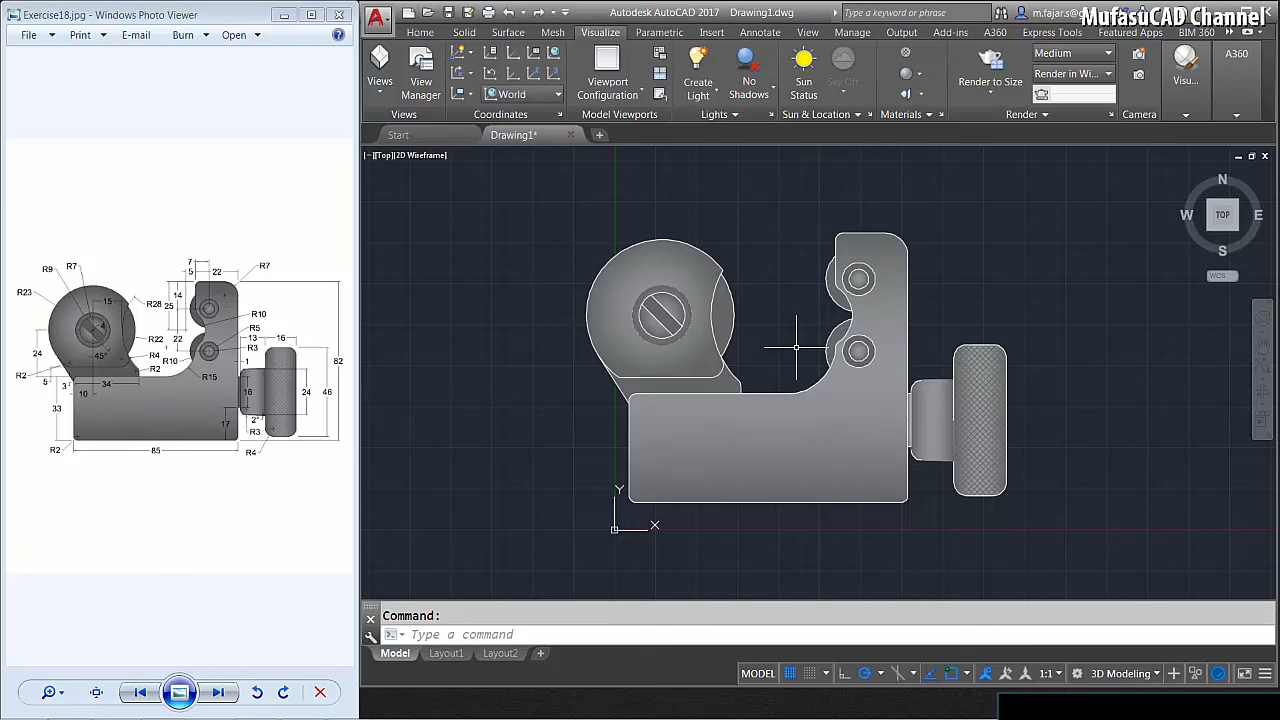 Exercise18.jpg - Windows Photo Viewer
File Print E-mail Burn Open
Autodesk AutoCAD 2017 Drawing1.dwg
Type a keyword or phrase
m.fajar.s@
MufasuCAD Channel
Home Solid Surface Mesh Visualize Parametric Insert Annotate View Manage Output Add-ins A360 Express Tools Featured Apps BIM 360
Views
View Manager
World
Viewport Configuration
Create Light
No Shadows
Sun Status
Sky Off
Render to Size
Medium
Render in Wi...
Visu...
A360
Views Coordinates Model Viewports Lights Sun & Location Materials Render Camera
Start Drawing1*
[−][Top][2D Wireframe]
N
W TOP E
S
WCS
Y
X
7
R9 R7 5 22 R7
R23 15 R28 14 25
4 R10
R22 22 R5
24 45° R4 R10 R3 13 16
R2 R2 R15 1 82
5 3 34
10 16 24 46
33 17 2°
R3
R2 85 R4
Command:
Type a command
Model Layout1 Layout2
MODEL 1:1 3D Modeling